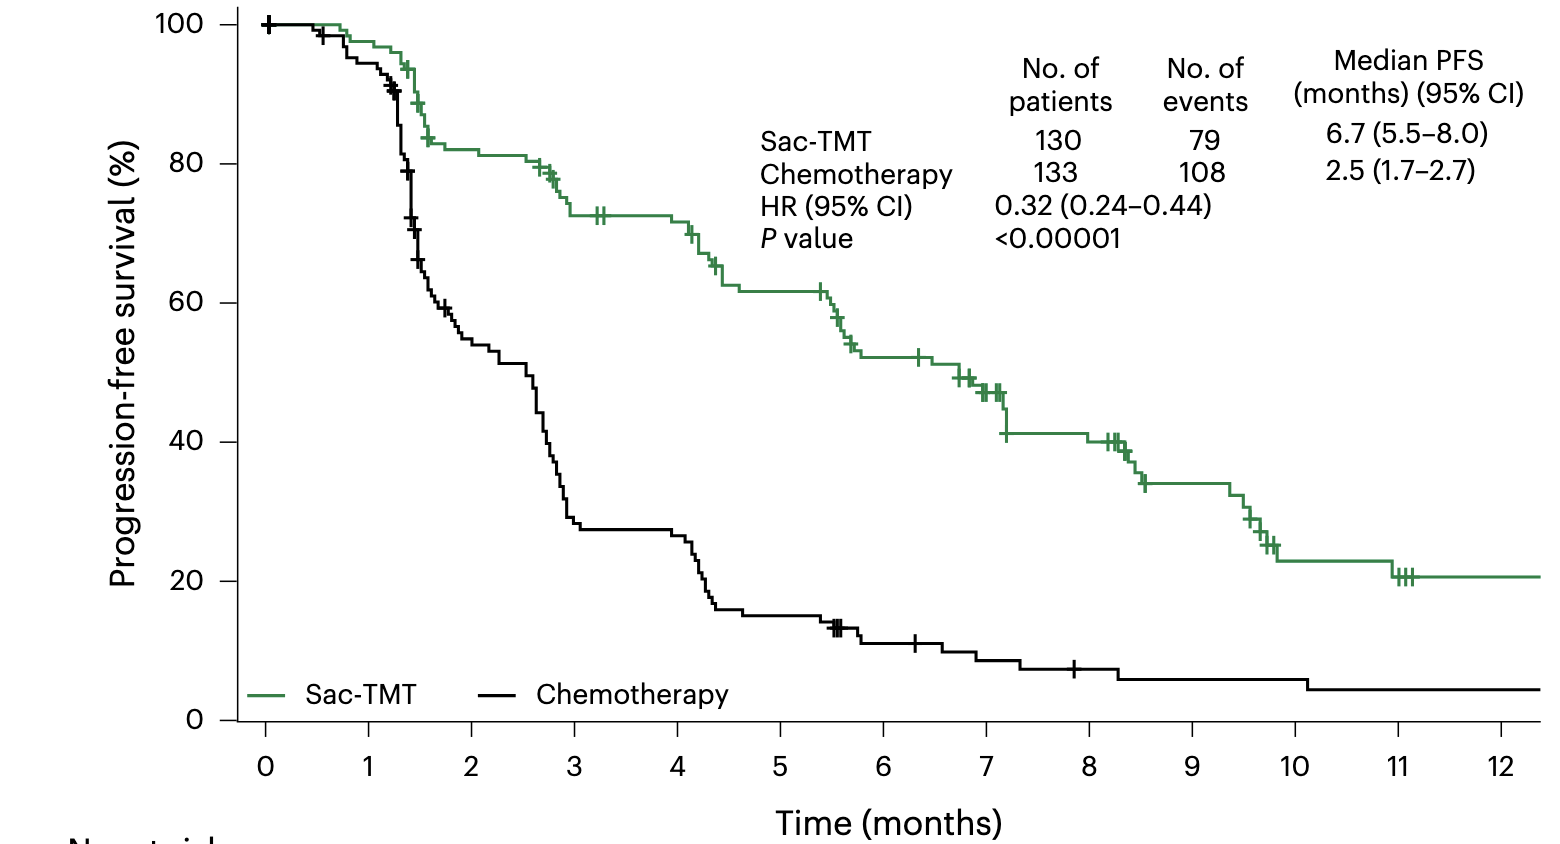 100
80
60
40
20
0
Progression-free survival (%)
No. of patients
No. of events
Median PFS (months) (95% CI)
Sac-TMT 130 79 6.7 (5.5–8.0)
Chemotherapy 133 108 2.5 (1.7–2.7)
HR (95% CI) 0.32 (0.24–0.44)
P value <0.00001
Sac-TMT Chemotherapy
0 1 2 3 4 5 6 7 8 9 10 11 12
Time (months)